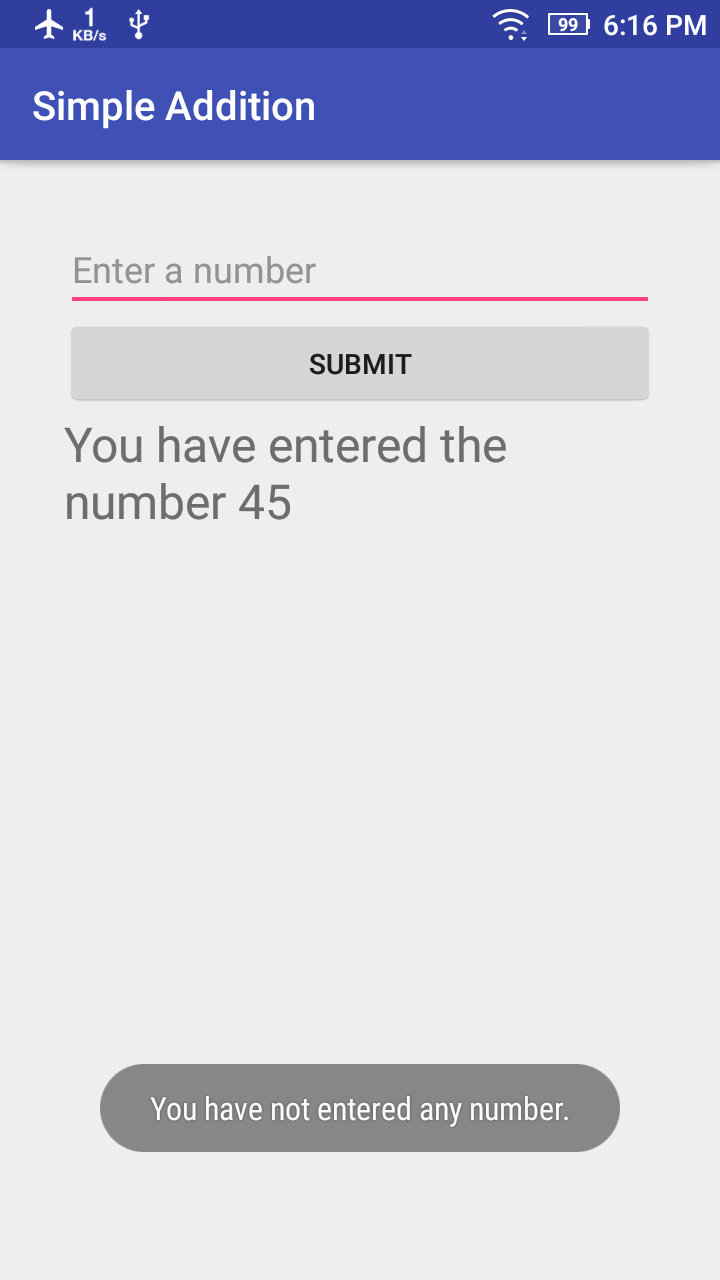 1
KB/s
99
6:16 PM
Simple Addition
Enter a number
SUBMIT
You have entered the
number 45
You have not entered any number.